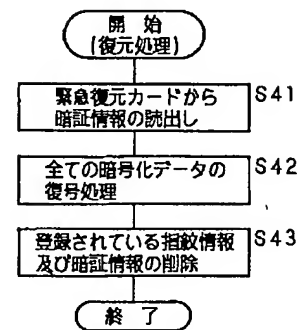 開 始
(復元処理)
緊急復元カードから
暗証情報の読出し
S41
全ての暗号化データの
復号処理
S42
登録されている指紋情報
及び暗証情報の削除
S43
終 了